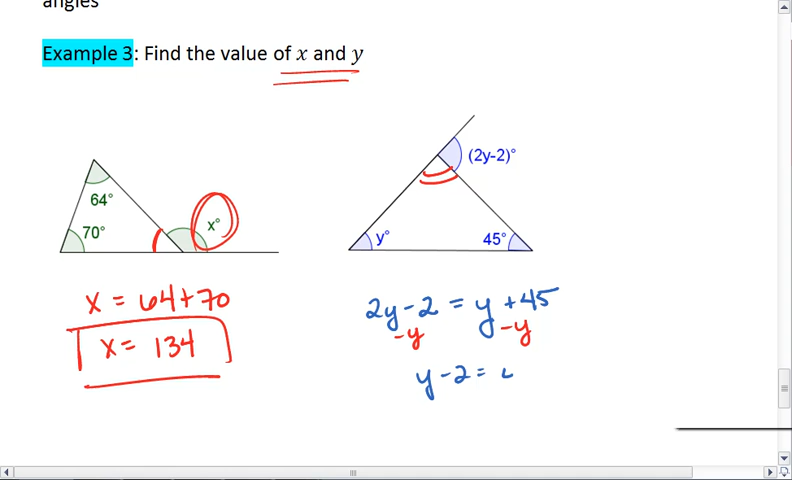 angles
Example 3: Find the value of x and y
(2y-2)°
64°
x°
70°
y°
45°
x = 64+70
2y-2 = y+45
-y -y
x = 134
y-2 =